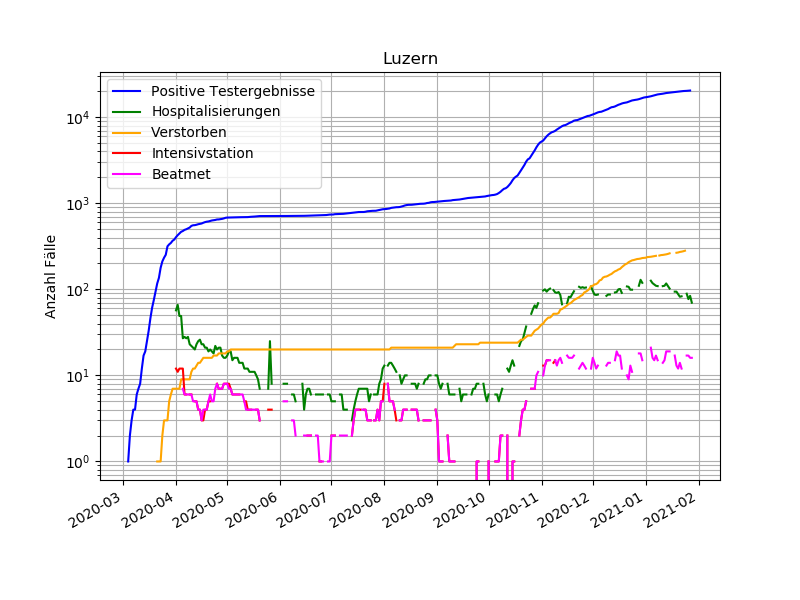 Luzern
Positive Testergebnisse
Hospitalisierungen
Verstorben
Intensivstation
Beatmet
Anzahl Fälle
10^4
10^3
10^2
10^1
10^0
2020-03
2020-04
2020-05
2020-06
2020-07
2020-08
2020-09
2020-10
2020-11
2020-12
2021-01
2021-02